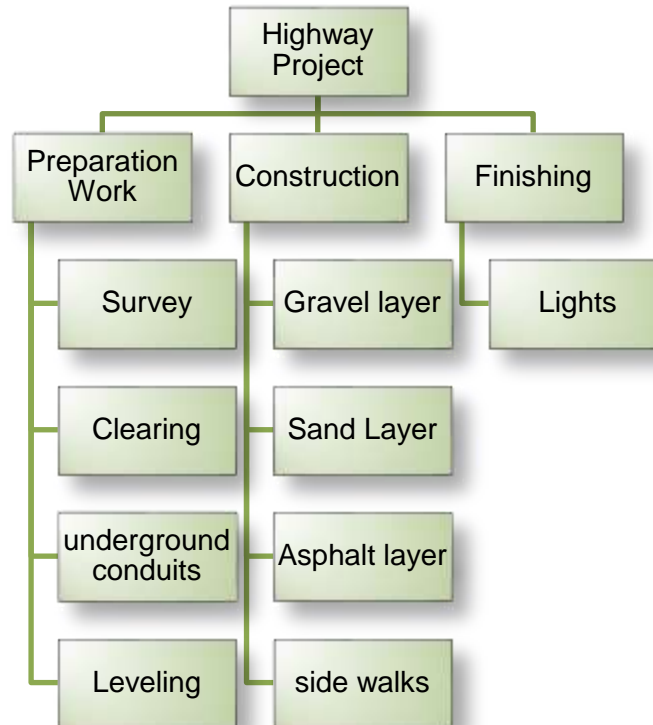 Highway
Project
Preparation
Work
Construction
Finishing
Survey
Gravel layer
Lights
Clearing
Sand Layer
underground
conduits
Asphalt layer
Leveling
side walks